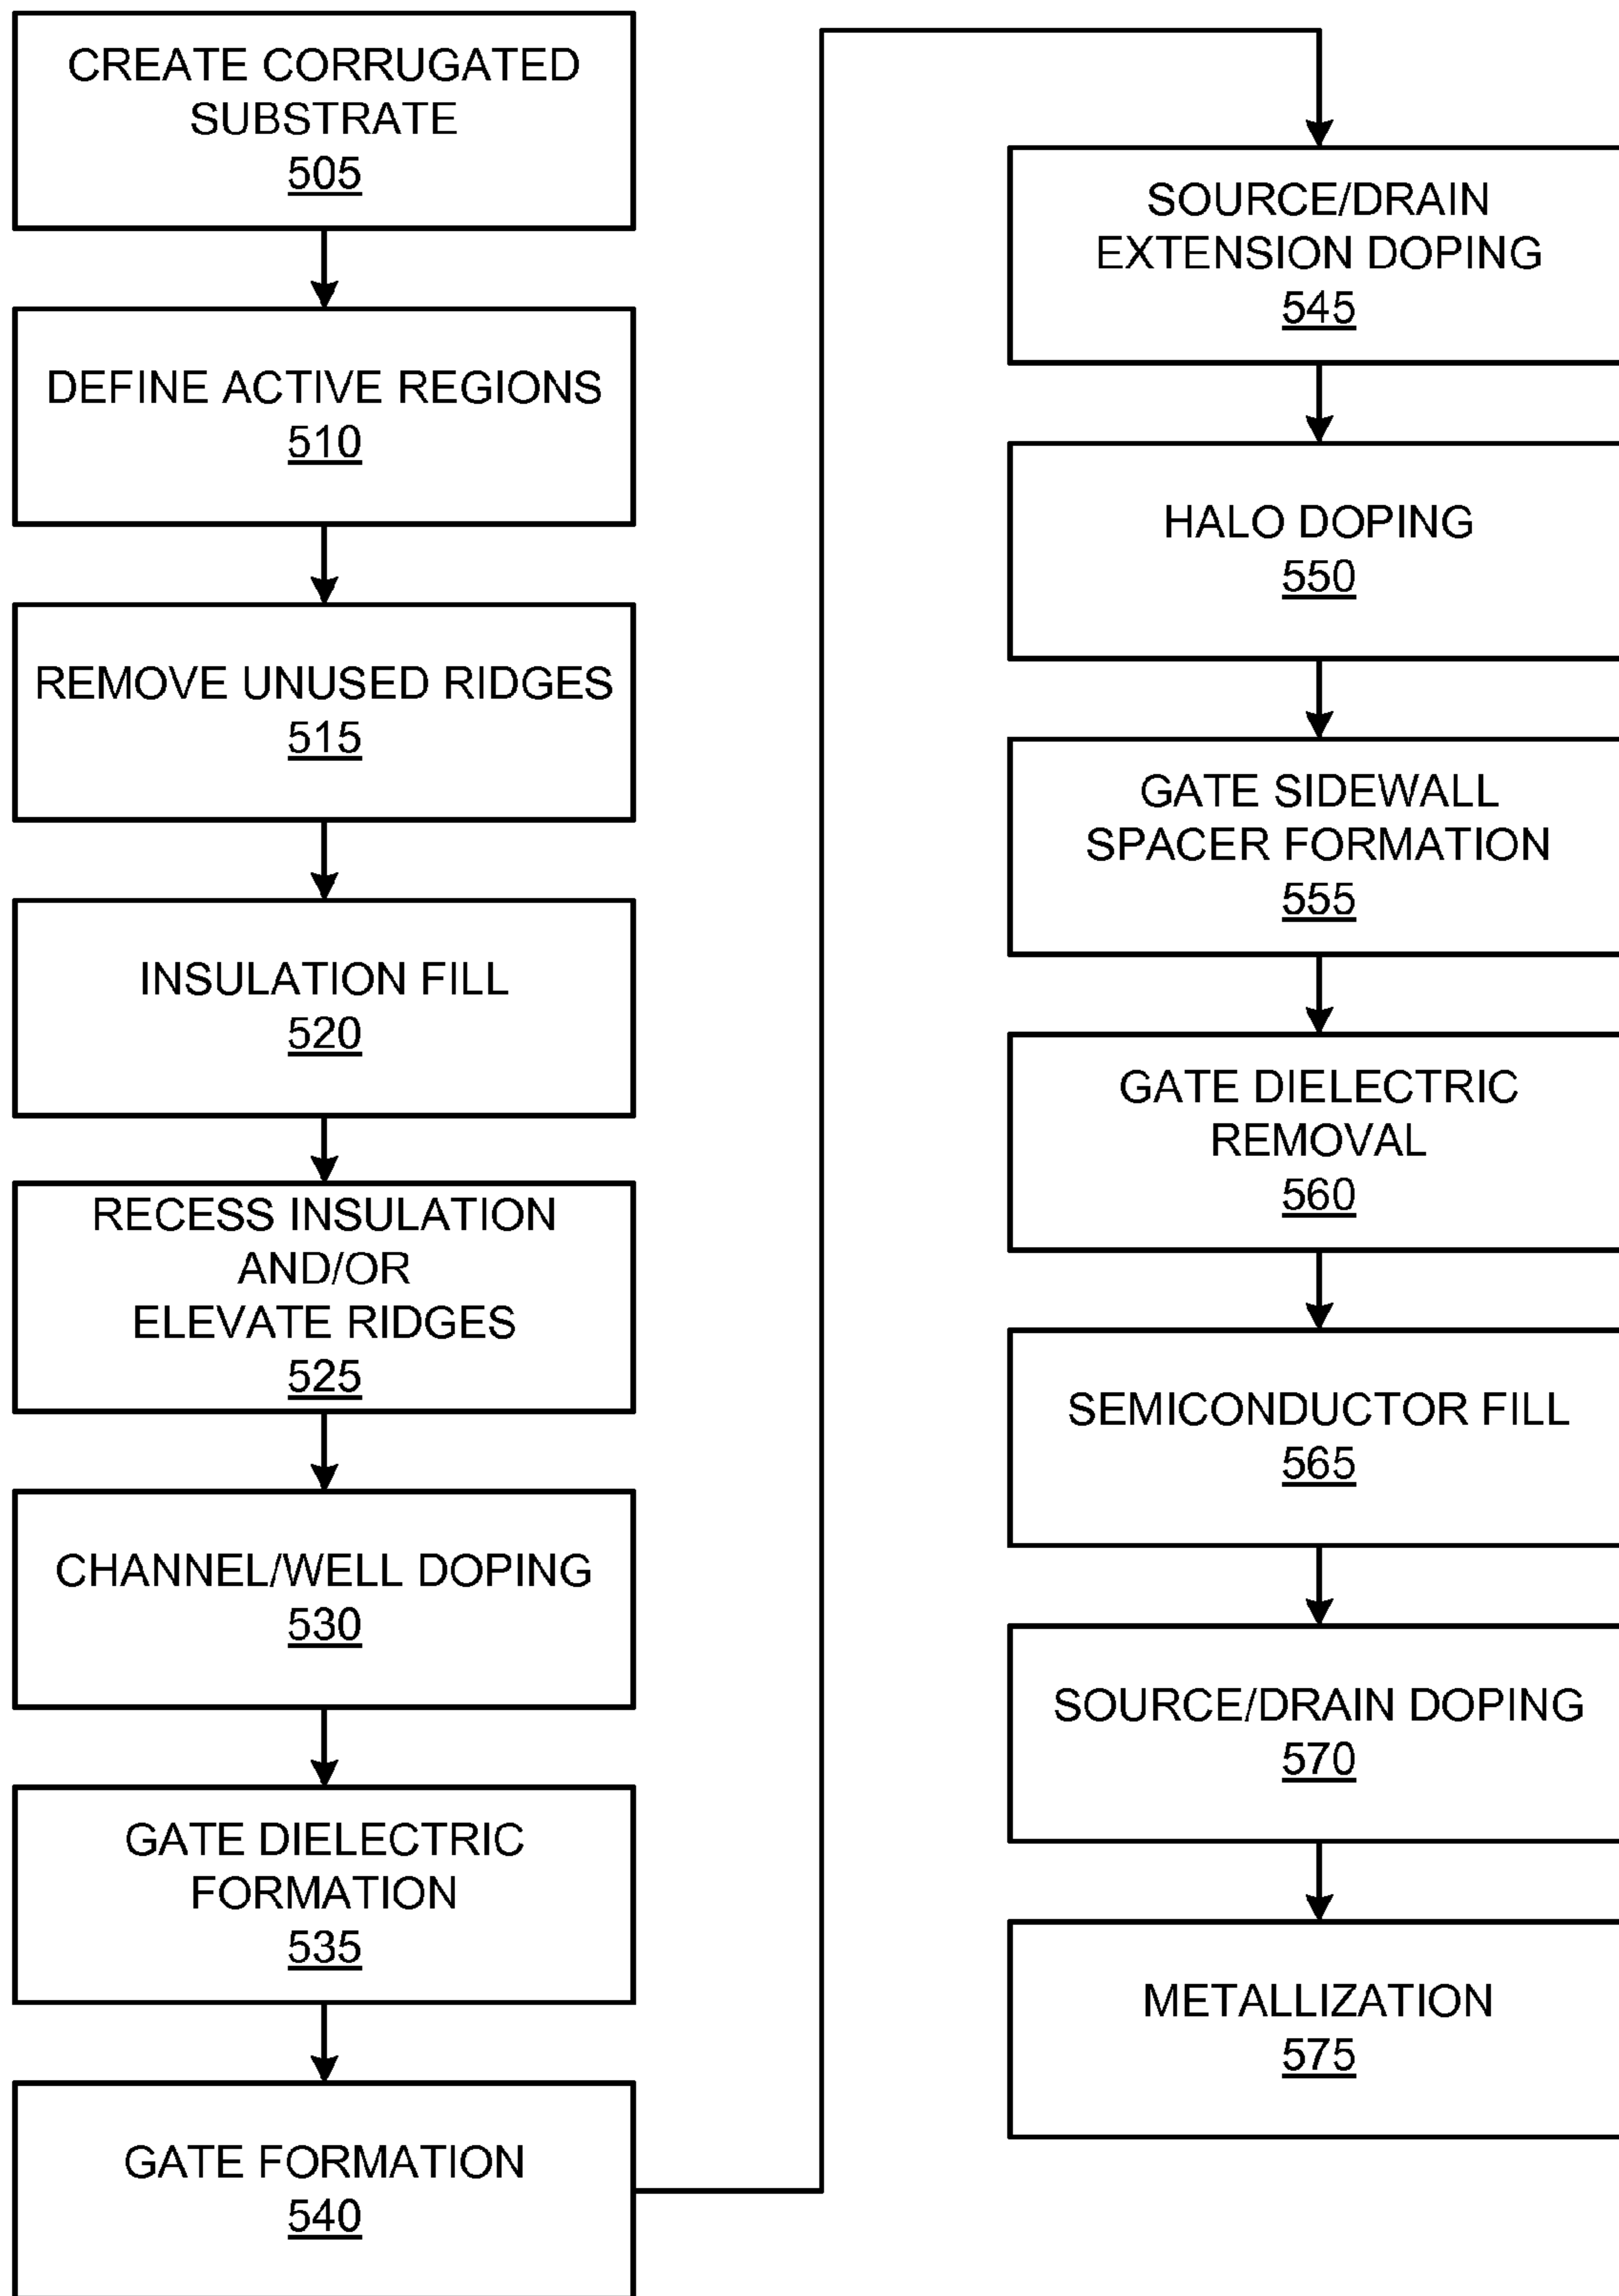 CREATE CORRUGATED
SUBSTRATE
505
DEFINE ACTIVE REGIONS
510
REMOVE UNUSED RIDGES
515
INSULATION FILL
520
RECESS INSULATION
AND/OR
ELEVATE RIDGES
525
CHANNEL/WELL DOPING
530
GATE DIELECTRIC
FORMATION
535
GATE FORMATION
540
SOURCE/DRAIN
EXTENSION DOPING
545
HALO DOPING
550
GATE SIDEWALL
SPACER FORMATION
555
GATE DIELECTRIC
REMOVAL
560
SEMICONDUCTOR FILL
565
SOURCE/DRAIN DOPING
570
METALLIZATION
575